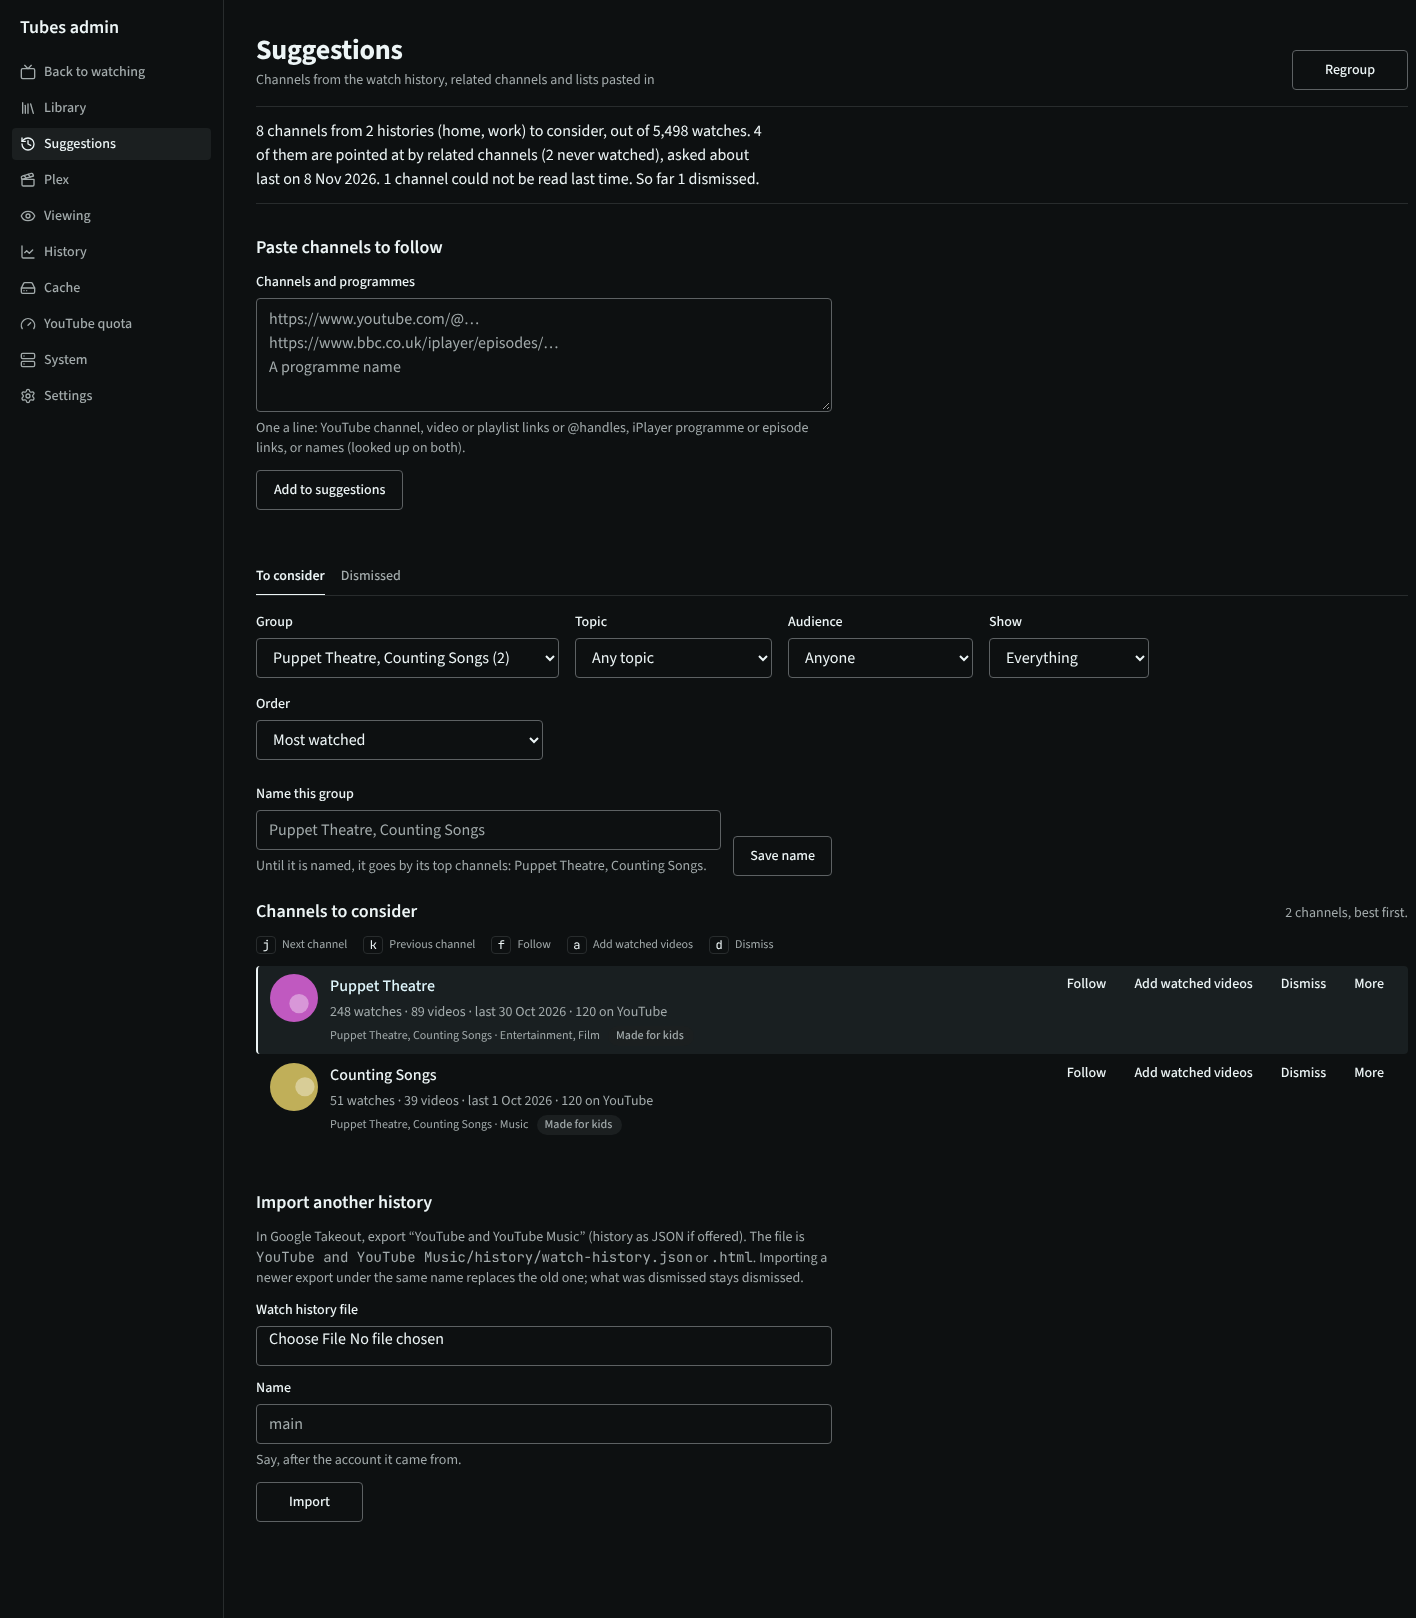 Tubes admin
Back to watching
Library
Suggestions
Plex
Viewing
History
Cache
YouTube quota
System
Settings
Suggestions
Channels from the watch history, related channels and lists pasted in
Regroup
8 channels from 2 histories (home, work) to consider, out of 5,498 watches. 4
of them are pointed at by related channels (2 never watched), asked about
last on 8 Nov 2026. 1 channel could not be read last time. So far 1 dismissed.
Paste channels to follow
Channels and programmes
https://www.youtube.com/@…
https://www.bbc.co.uk/iplayer/episodes/…
A programme name
One a line: YouTube channel, video or playlist links or @handles, iPlayer programme or episode
links, or names (looked up on both).
Add to suggestions
To consider Dismissed
Group Topic Audience Show
Puppet Theatre, Counting Songs (2) Any topic Anyone Everything
Order
Most watched
Name this group
Puppet Theatre, Counting Songs
Until it is named, it goes by its top channels: Puppet Theatre, Counting Songs.
Save name
Channels to consider
2 channels, best first.
j Next channel k Previous channel f Follow a Add watched videos d Dismiss
Puppet Theatre
Follow Add watched videos Dismiss More
248 watches · 89 videos · last 30 Oct 2026 · 120 on YouTube
Puppet Theatre, Counting Songs · Entertainment, Film Made for kids
Counting Songs
Follow Add watched videos Dismiss More
51 watches · 39 videos · last 1 Oct 2026 · 120 on YouTube
Puppet Theatre, Counting Songs · Music Made for kids
Import another history
In Google Takeout, export “YouTube and YouTube Music” (history as JSON if offered). The file is
YouTube and YouTube Music/history/watch-history.json or .html. Importing a
newer export under the same name replaces the old one; what was dismissed stays dismissed.
Watch history file
Choose File No file chosen
Name
main
Say, after the account it came from.
Import